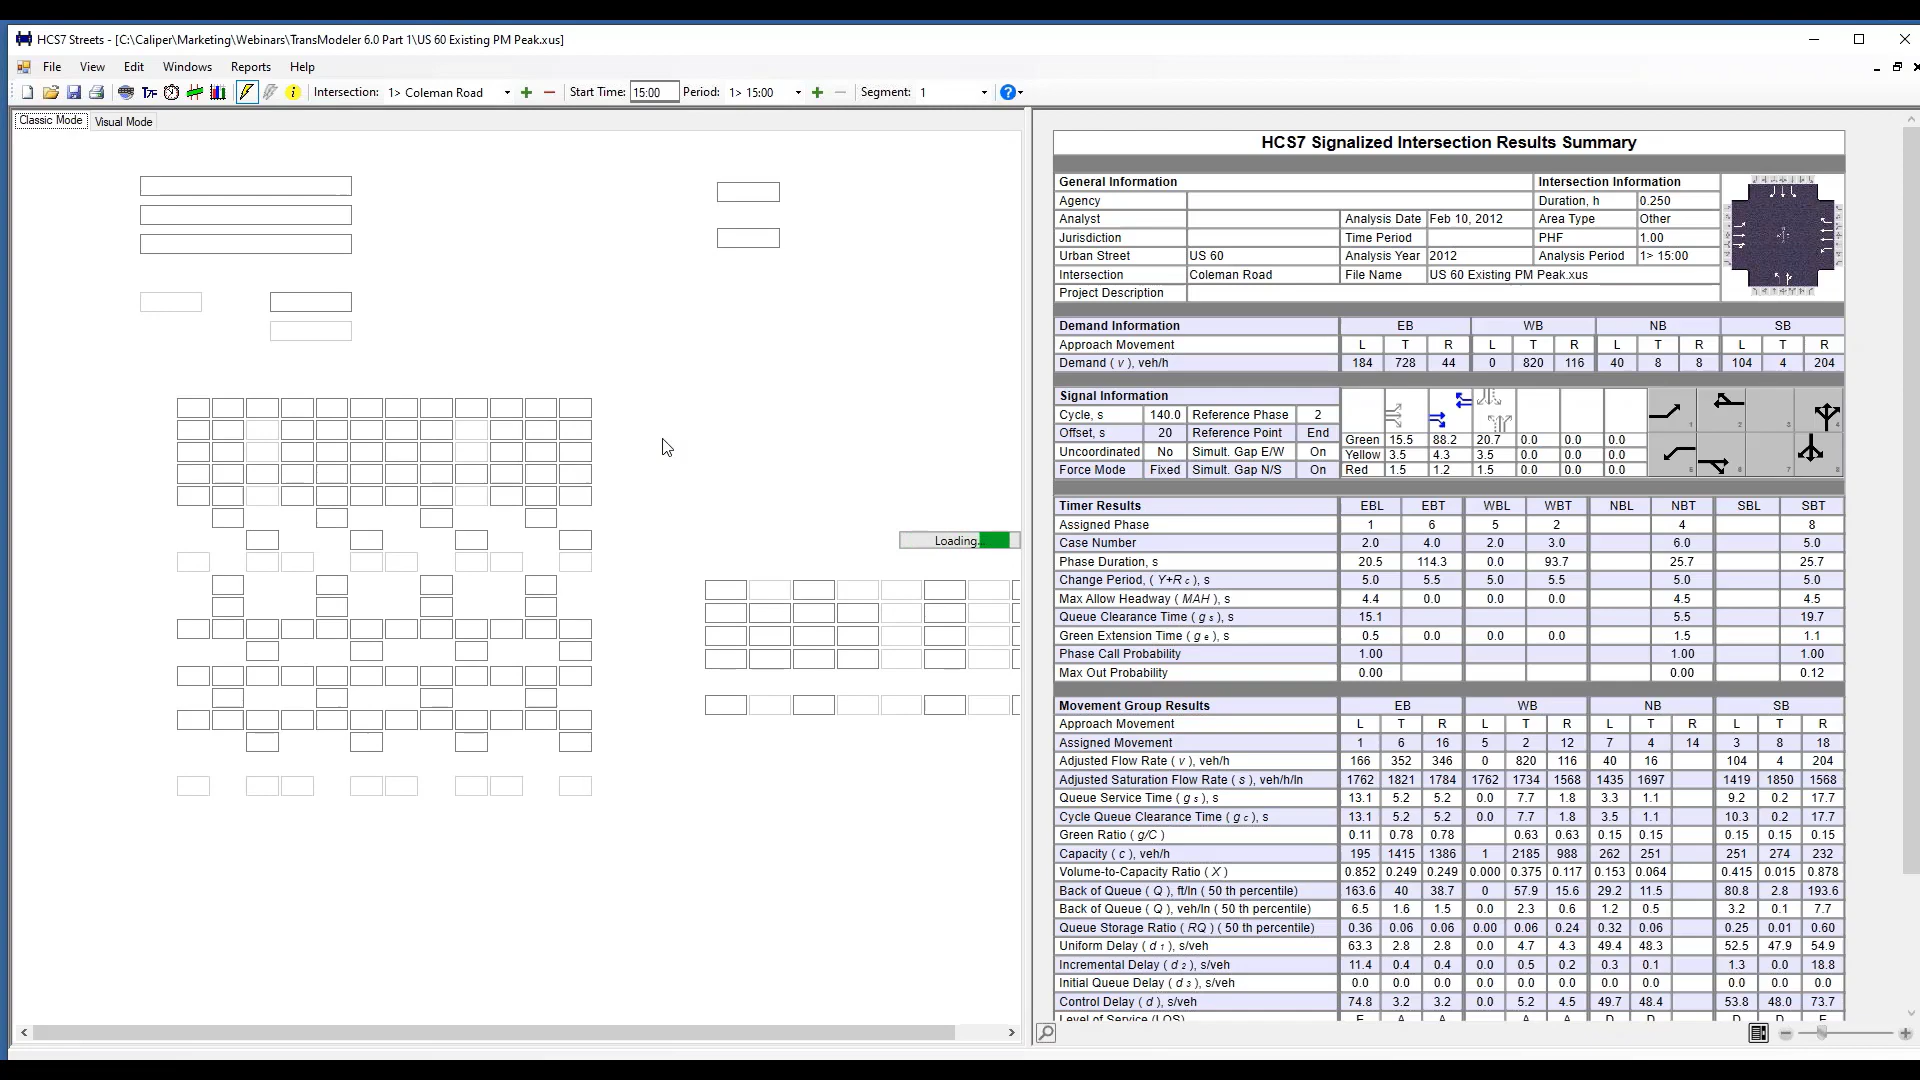 HCS7 Streets - [C:\Caliper\Marketing\Webinars\TransModeler 6.0 Part 1\US 60 Existing PM Peak.xus]
File View Edit Windows Reports Help
T7F Intersection: 1> Coleman Road Start Time: 15:00 Period: 1> 15:00 Segment: 1
Classic Mode Visual Mode
Loading...
HCS7 Signalized Intersection Results Summary
General Information Intersection Information
Agency Duration, h 0.250
Analyst Analysis Date Feb 10, 2012 Area Type Other
Jurisdiction Time Period PHF 1.00
Urban Street US 60 Analysis Year 2012 Analysis Period 1> 15:00
Intersection Coleman Road File Name US 60 Existing PM Peak.xus
Project Description
Demand Information EB WB NB SB
Approach Movement L T R L T R L T R L T R
Demand ( v ), veh/h 184 728 44 0 820 116 40 8 8 104 4 204
Signal Information
Cycle, s 140.0 Reference Phase 2
Offset, s 20 Reference Point End
Uncoordinated No Simult. Gap E/W On
Force Mode Fixed Simult. Gap N/S On
Green 15.5 88.2 20.7 0.0 0.0 0.0
Yellow 3.5 4.3 3.5 0.0 0.0 0.0
Red 1.5 1.2 1.5 0.0 0.0 0.0
1 2 3 4
5 6 7 8
Timer Results EBL EBT WBL WBT NBL NBT SBL SBT
Assigned Phase 1 6 5 2 4 8
Case Number 2.0 4.0 2.0 3.0 6.0 5.0
Phase Duration, s 20.5 114.3 0.0 93.7 25.7 25.7
Change Period, ( Y+R c ), s 5.0 5.5 5.0 5.5 5.0 5.0
Max Allow Headway ( MAH ), s 4.4 0.0 0.0 0.0 4.5 4.5
Queue Clearance Time ( g s ), s 15.1 5.5 19.7
Green Extension Time ( g e ), s 0.5 0.0 0.0 0.0 1.5 1.1
Phase Call Probability 1.00 1.00 1.00
Max Out Probability 0.00 0.00 0.12
Movement Group Results EB WB NB SB
Approach Movement L T R L T R L T R L T R
Assigned Movement 1 6 16 5 2 12 7 4 14 3 8 18
Adjusted Flow Rate ( v ), veh/h 166 352 346 0 820 116 40 16 104 4 204
Adjusted Saturation Flow Rate ( s ), veh/h/ln 1762 1821 1784 1762 1734 1568 1435 1697 1419 1850 1568
Queue Service Time ( g s ), s 13.1 5.2 5.2 0.0 7.7 1.8 3.3 1.1 9.2 0.2 17.7
Cycle Queue Clearance Time ( g c ), s 13.1 5.2 5.2 0.0 7.7 1.8 3.5 1.1 10.3 0.2 17.7
Green Ratio ( g/C ) 0.11 0.78 0.78 0.63 0.63 0.15 0.15 0.15 0.15 0.15
Capacity ( c ), veh/h 195 1415 1386 1 2185 988 262 251 251 274 232
Volume-to-Capacity Ratio ( X ) 0.852 0.249 0.249 0.000 0.375 0.117 0.153 0.064 0.415 0.015 0.878
Back of Queue ( Q ), ft/ln ( 50 th percentile) 163.6 40 38.7 0 57.9 15.6 29.2 11.5 80.8 2.8 193.6
Back of Queue ( Q ), veh/ln ( 50 th percentile) 6.5 1.6 1.5 0.0 2.3 0.6 1.2 0.5 3.2 0.1 7.7
Queue Storage Ratio ( RQ ) ( 50 th percentile) 0.36 0.06 0.06 0.00 0.06 0.24 0.32 0.06 0.25 0.01 0.60
Uniform Delay ( d 1 ), s/veh 63.3 2.8 2.8 0.0 4.7 4.3 49.4 48.3 52.5 47.9 54.9
Incremental Delay ( d 2 ), s/veh 11.4 0.4 0.4 0.0 0.5 0.2 0.3 0.1 1.3 0.0 18.8
Initial Queue Delay ( d 3 ), s/veh 0.0 0.0 0.0 0.0 0.0 0.0 0.0 0.0 0.0 0.0 0.0
Control Delay ( d ), s/veh 74.8 3.2 3.2 0.0 5.2 4.5 49.7 48.4 53.8 48.0 73.7
Level of Service (LOS) E A A A A D D D D E